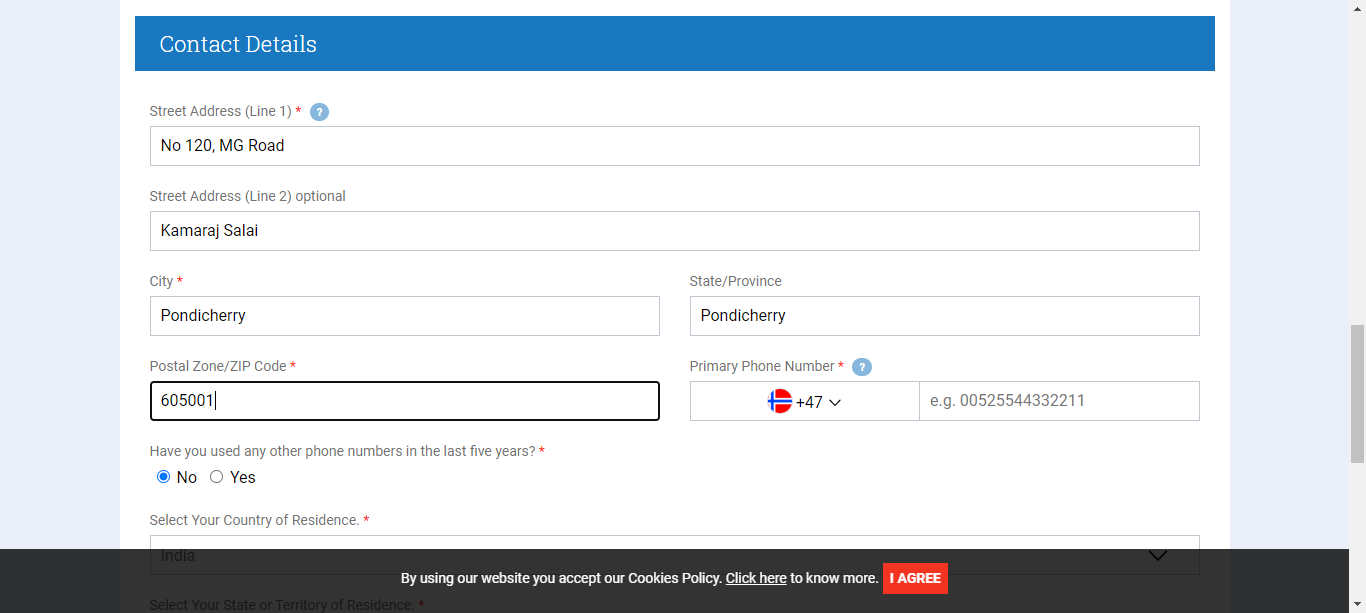 Contact Details
Street Address (Line 1) * ?
No 120, MG Road
Street Address (Line 2) optional
Kamaraj Salai
City *
State/Province
Pondicherry
Pondicherry
Postal Zone/ZIP Code *
Primary Phone Number * ?
605001
+47
e.g. 00525544332211
Have you used any other phone numbers in the last five years? *
No
Yes
Select Your Country of Residence. *
India
By using our website you accept our Cookies Policy. Click here to know more. I AGREE
Select Your State or Territory of Residence. *